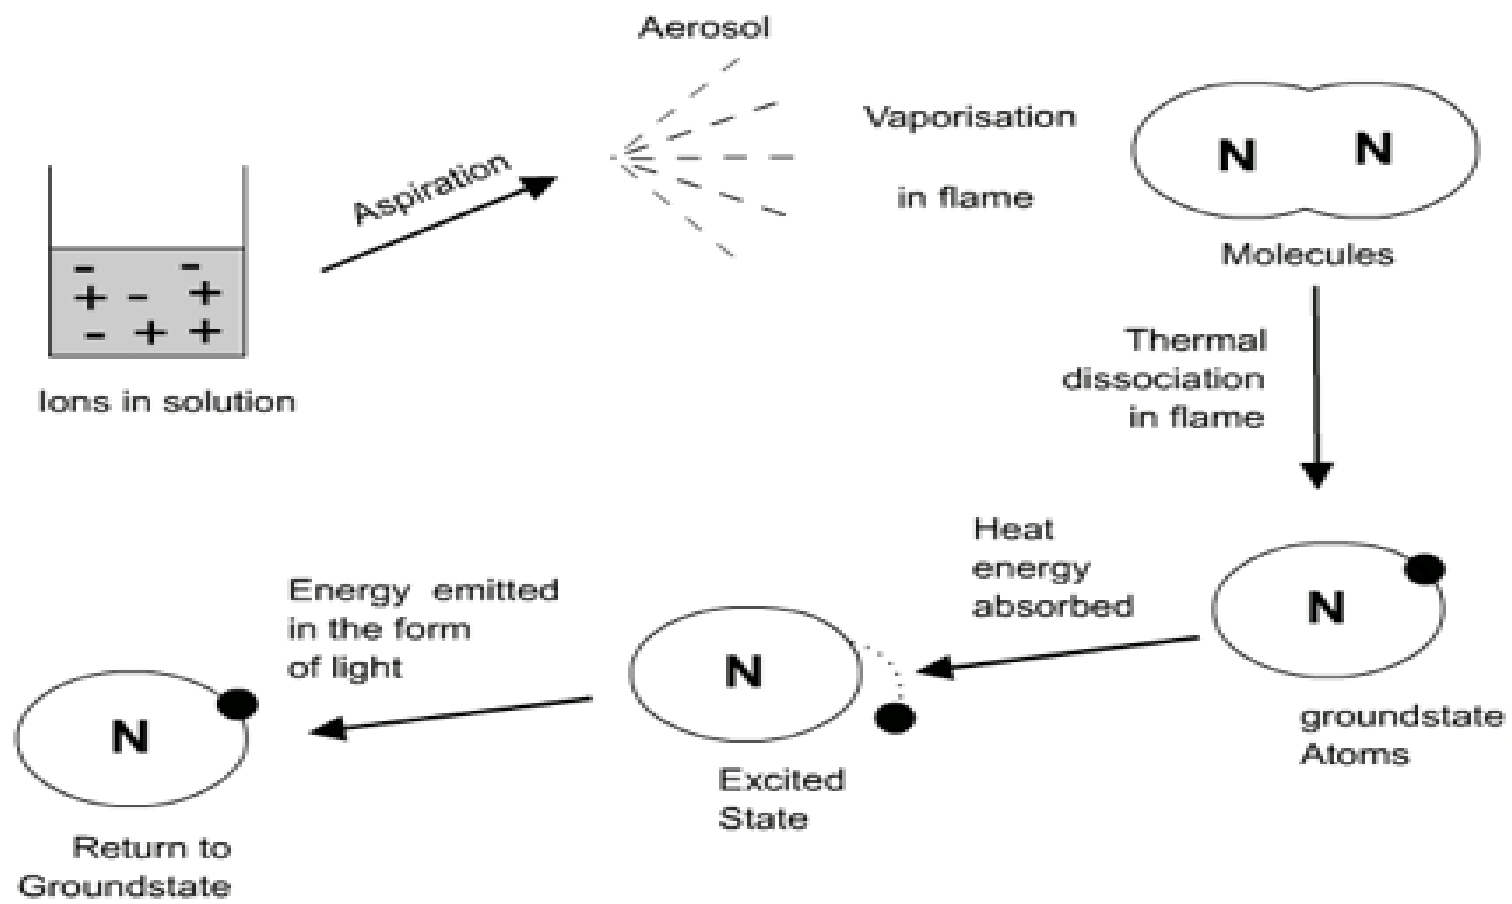 Aerosol
Aspiration
Vaporisation
in flame
N N
Molecules
- -
+ - +
- + +
Ions in solution
Thermal
dissociation
in flame
Heat
energy
absorbed
N
groundstate
Atoms
N
Excited
State
Energy emitted
in the form
of light
N
Return to
Groundstate